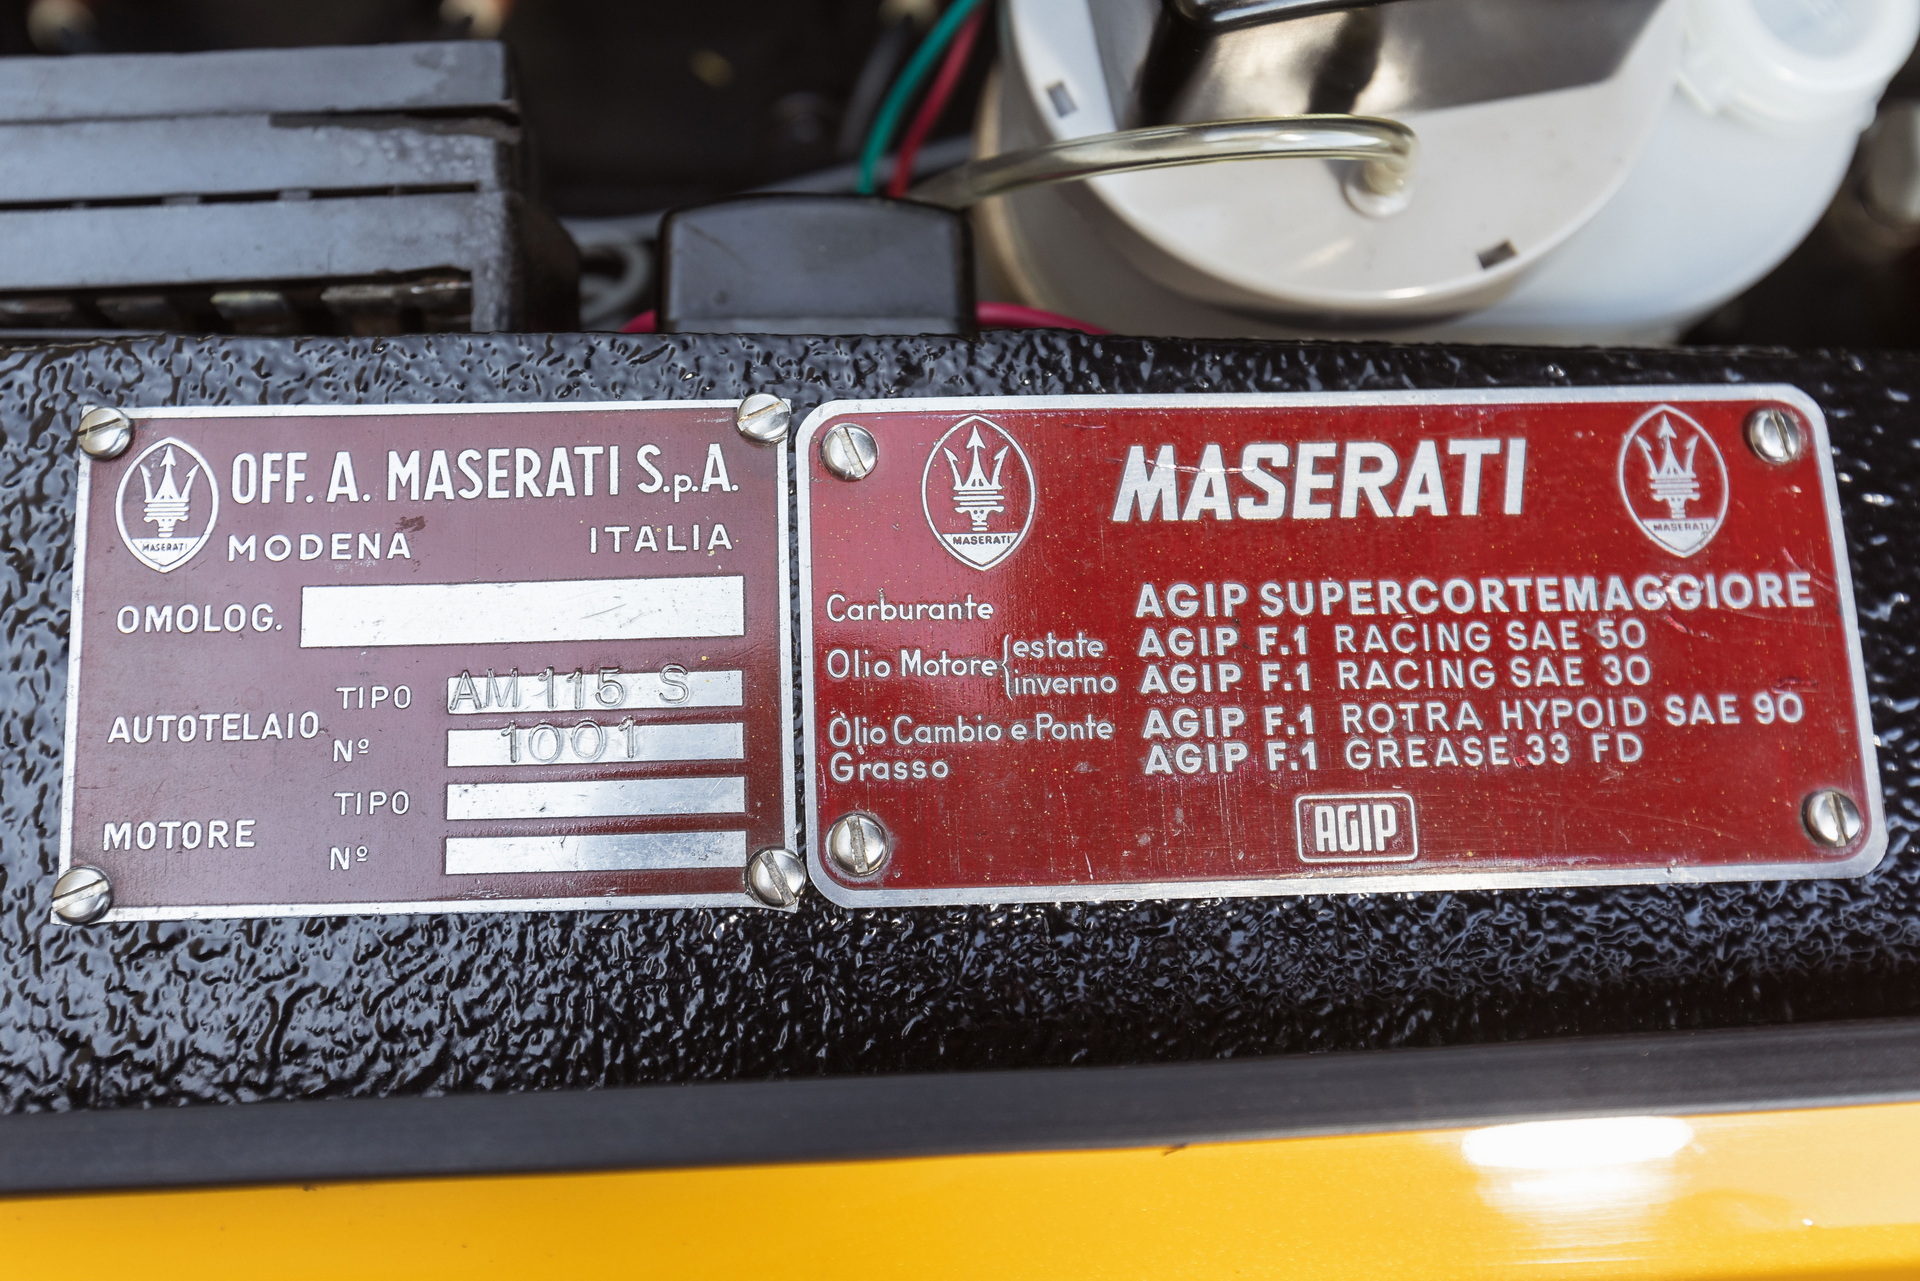 OFF. A. MASERATI S.p.A.
MODENA ITALIA
MASERATI
OMOLOG.
AUTOTELAIO
TIPO AM 115 S
Nº 1001
MOTORE
TIPO
Nº
MASERATI
MASERATI
MASERATI
Carburante AGIP SUPERCORTEMAGGIORE
Olio Motore { estate AGIP F.1 RACING SAE 50
inverno AGIP F.1 RACING SAE 30
Olio Cambio e Ponte AGIP F.1 ROTRA HYPOID SAE 90
Grasso AGIP F.1 GREASE 33 FD
AGIP